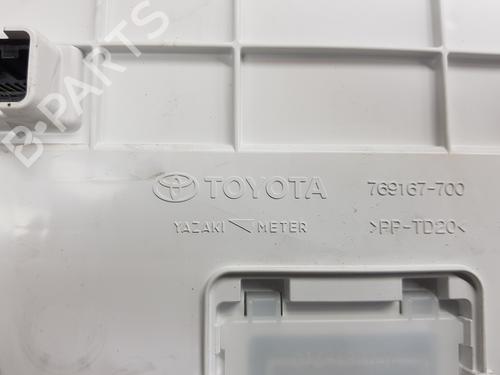 B-PARTS
TOYOTA 769167-700
YAZAKI METER >PP-TD20<